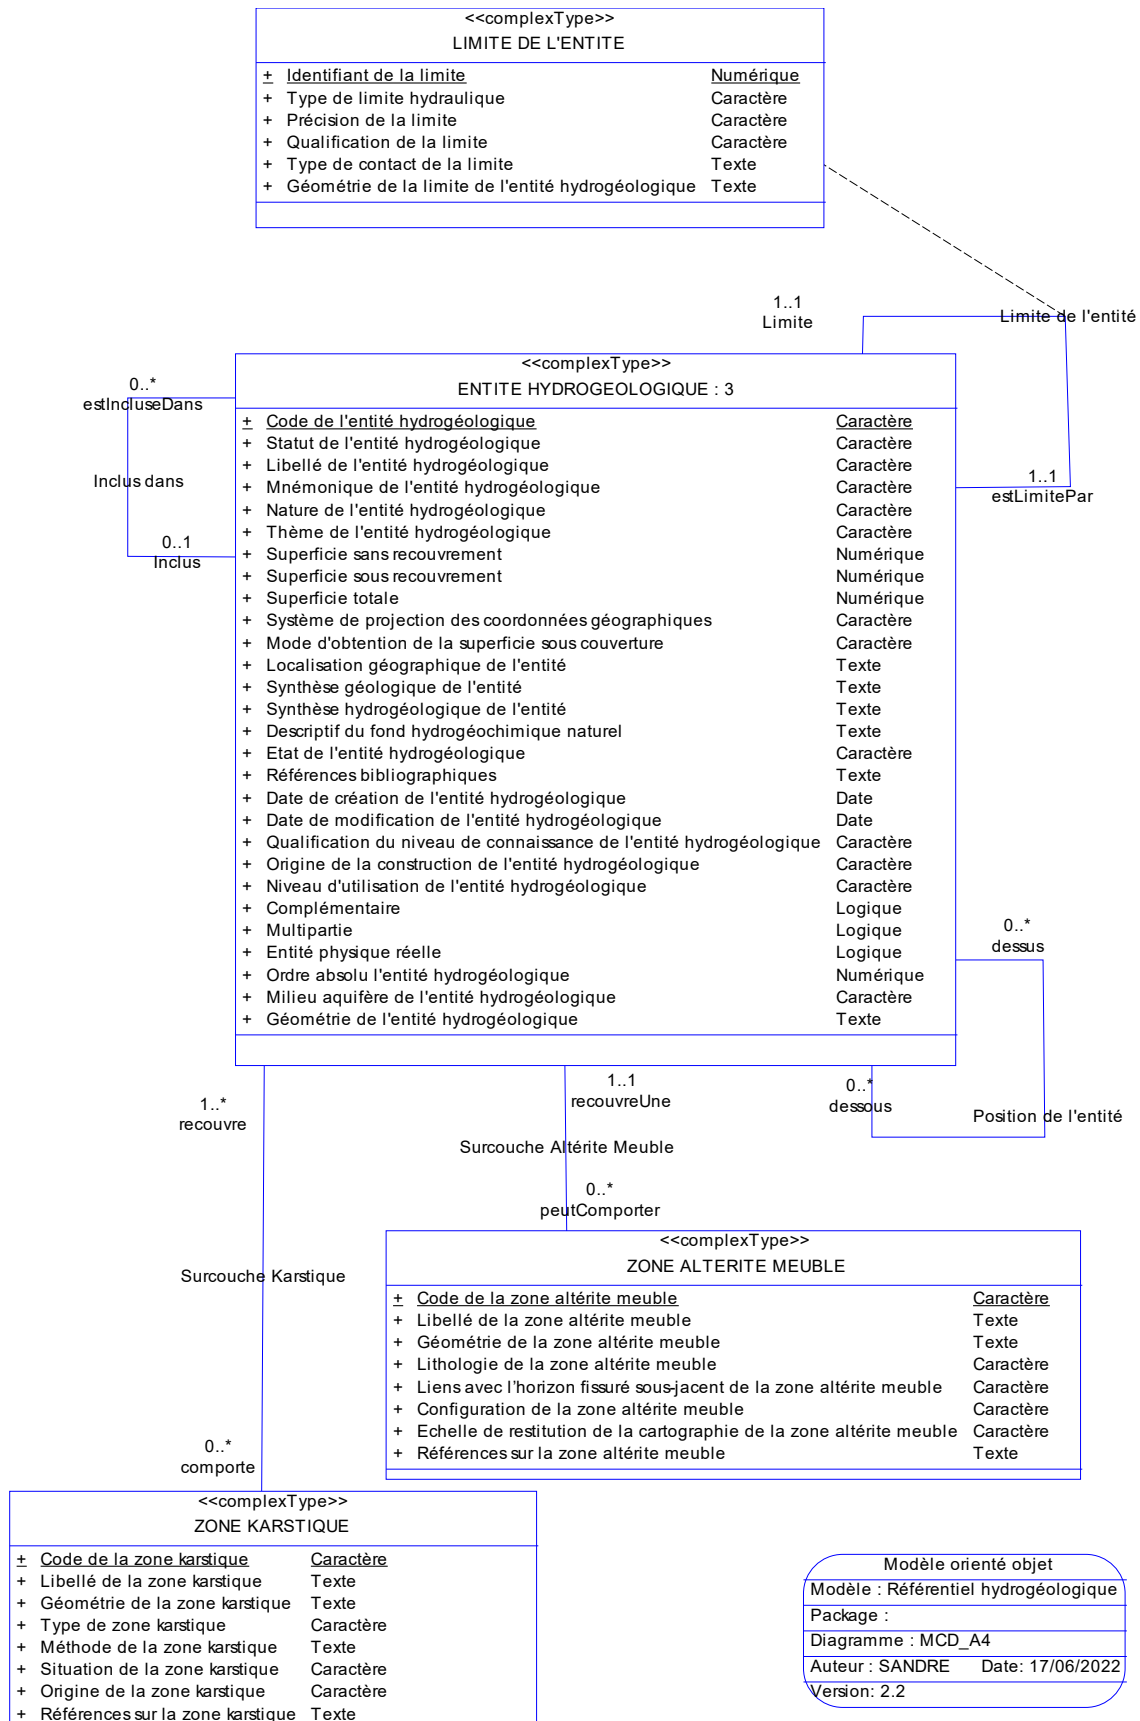 <<complexType>>
LIMITE DE L'ENTITE
+ Identifiant de la limite Numérique
+ Type de limite hydraulique Caractère
+ Précision de la limite Caractère
+ Qualification de la limite Caractère
+ Type de contact de la limite Texte
+ Géométrie de la limite de l'entité hydrogéologique Texte
1..1
Limite
Limite de l'entité
<<complexType>>
ENTITE HYDROGEOLOGIQUE : 3
0..*
estIncluseDans
Inclus dans
0..1
Inclus
1..1
estLimitePar
+ Code de l'entité hydrogéologique Caractère
+ Statut de l'entité hydrogéologique Caractère
+ Libellé de l'entité hydrogéologique Caractère
+ Mnémonique de l'entité hydrogéologique Caractère
+ Nature de l'entité hydrogéologique Caractère
+ Thème de l'entité hydrogéologique Caractère
+ Superficie sans recouvrement Numérique
+ Superficie sous recouvrement Numérique
+ Superficie totale Numérique
+ Système de projection des coordonnées géographiques Caractère
+ Mode d'obtention de la superficie sous couverture Caractère
+ Localisation géographique de l'entité Texte
+ Synthèse géologique de l'entité Texte
+ Synthèse hydrogéologique de l'entité Texte
+ Descriptif du fond hydrogéochimique naturel Texte
+ Etat de l'entité hydrogéologique Caractère
+ Références bibliographiques Texte
+ Date de création de l'entité hydrogéologique Date
+ Date de modification de l'entité hydrogéologique Date
+ Qualification du niveau de connaissance de l'entité hydrogéologique Caractère
+ Origine de la construction de l'entité hydrogéologique Caractère
+ Niveau d'utilisation de l'entité hydrogéologique Caractère
+ Complémentaire Logique
+ Multipartie Logique
+ Entité physique réelle Logique
+ Ordre absolu l'entité hydrogéologique Numérique
+ Milieu aquifère de l'entité hydrogéologique Caractère
+ Géométrie de l'entité hydrogéologique Texte
0..*
dessus
0..*
dessous
Position de l'entité
1..*
recouvre
1..1
recouvreUne
Surcouche Altérite Meuble
0..*
peutComporter
<<complexType>>
ZONE ALTERITE MEUBLE
+ Code de la zone altérite meuble Caractère
+ Libellé de la zone altérite meuble Texte
+ Géométrie de la zone altérite meuble Texte
+ Lithologie de la zone altérite meuble Caractère
+ Liens avec l'horizon fissuré sous-jacent de la zone altérite meuble Caractère
+ Configuration de la zone altérite meuble Caractère
+ Echelle de restitution de la cartographie de la zone altérite meuble Caractère
+ Références sur la zone altérite meuble Texte
Surcouche Karstique
0..*
comporte
<<complexType>>
ZONE KARSTIQUE
+ Code de la zone karstique Caractère
+ Libellé de la zone karstique Texte
+ Géométrie de la zone karstique Texte
+ Type de zone karstique Caractère
+ Méthode de la zone karstique Texte
+ Situation de la zone karstique Caractère
+ Origine de la zone karstique Caractère
+ Références sur la zone karstique Texte
Modèle orienté objet
Modèle : Référentiel hydrogéologique
Package :
Diagramme : MCD_A4
Auteur : SANDRE Date: 17/06/2022
Version: 2.2